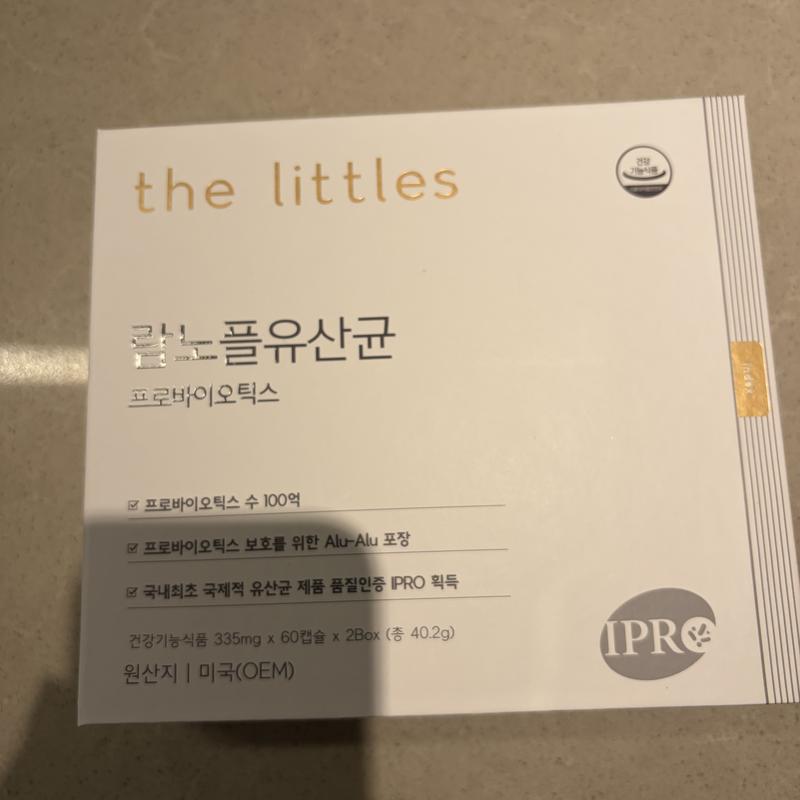 the littles
건강
기능식품
람노플유산균
프로바이오틱스
index
프로바이오틱스 수 100억
프로바이오틱스 보호를 위한 Alu-Alu 포장
국내최초 국제적 유산균 제품 품질인증 IPRO 획득
건강기능식품 335mg x 60캡슐 x 2Box (총 40.2g)
원산지 | 미국(OEM)
IPRO